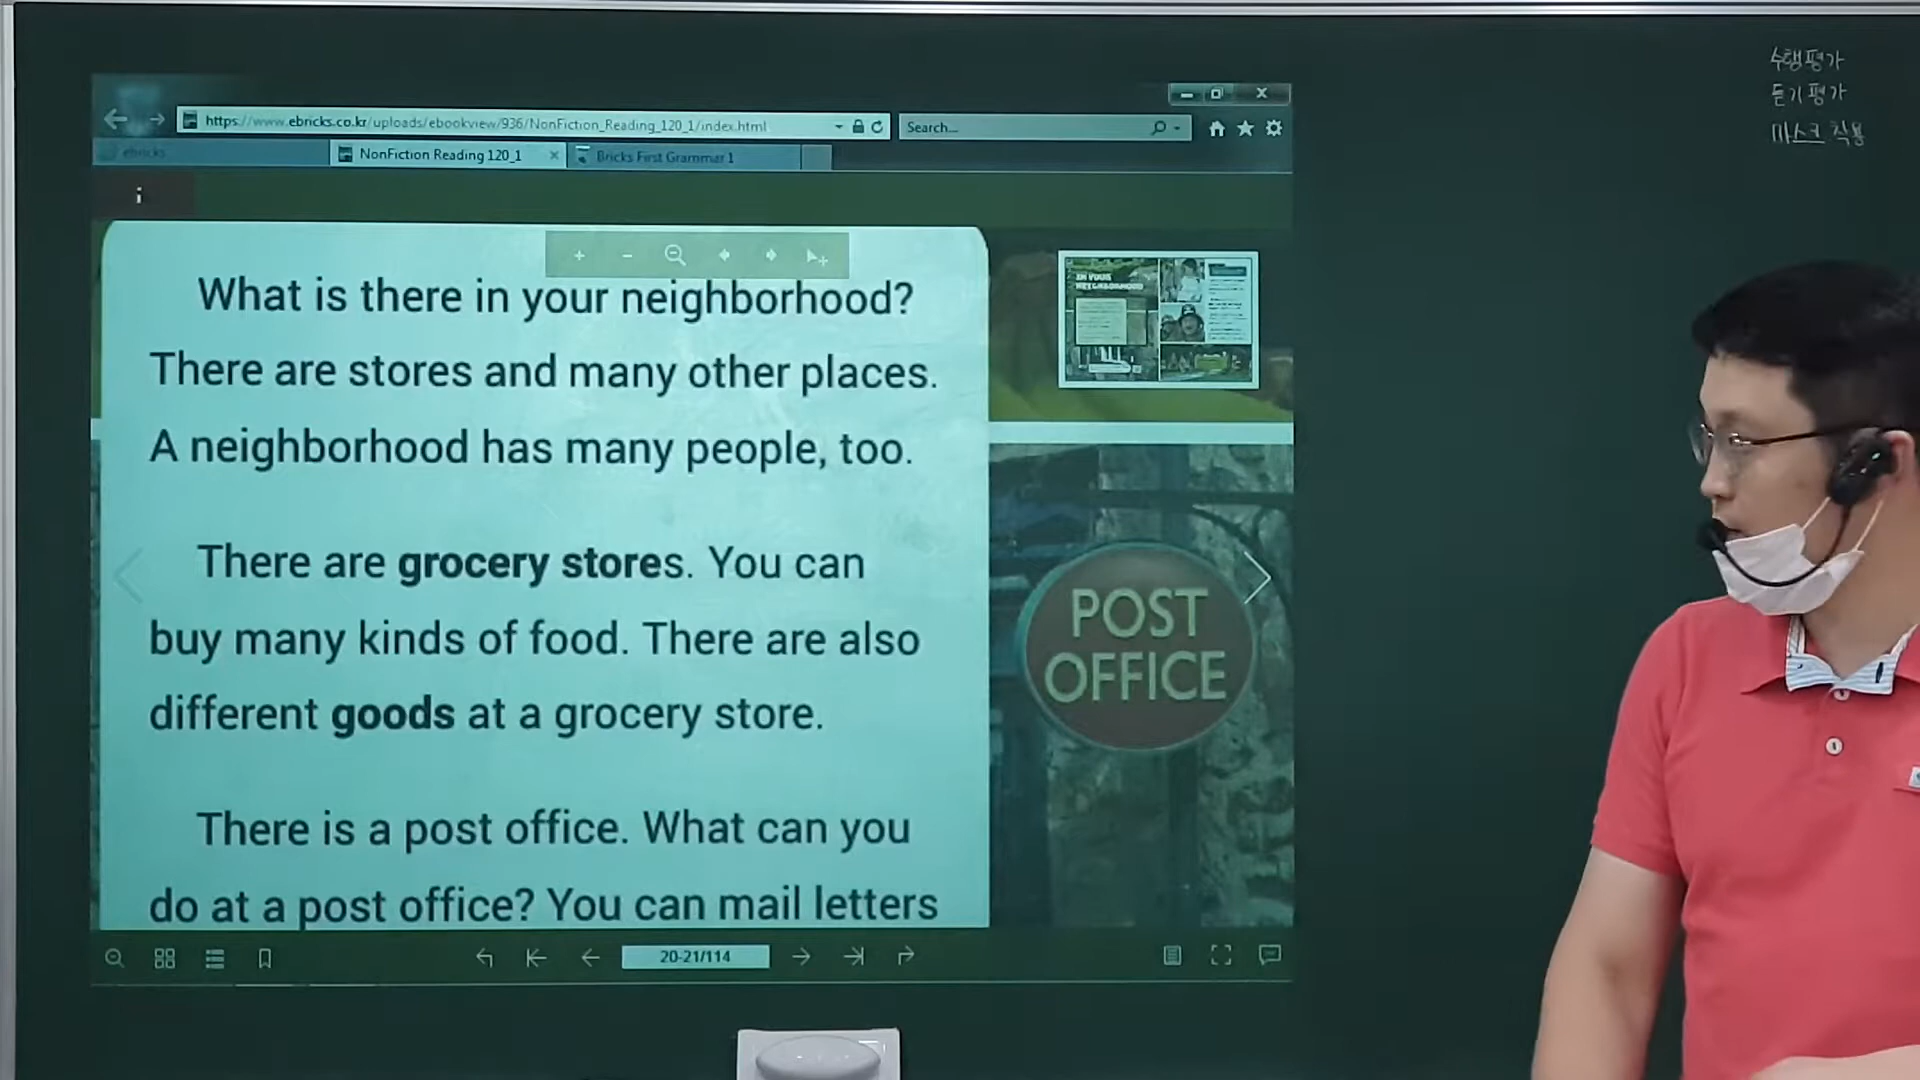 https://www.ebricks.co.kr/uploads/ebookview/936/NonFiction_Reading_120_1/index.html
Search...
ebricks
NonFiction Reading 120_1
Bricks First Grammar 1
i
What is there in your neighborhood?
There are stores and many other places.
A neighborhood has many people, too.
There are grocery stores. You can
buy many kinds of food. There are also
different goods at a grocery store.
There is a post office. What can you
do at a post office? You can mail letters
IN YOUR
NEIGHBORHOOD
POST
OFFICE
20-21/114
수행평가
듣기평가
마스크 착용